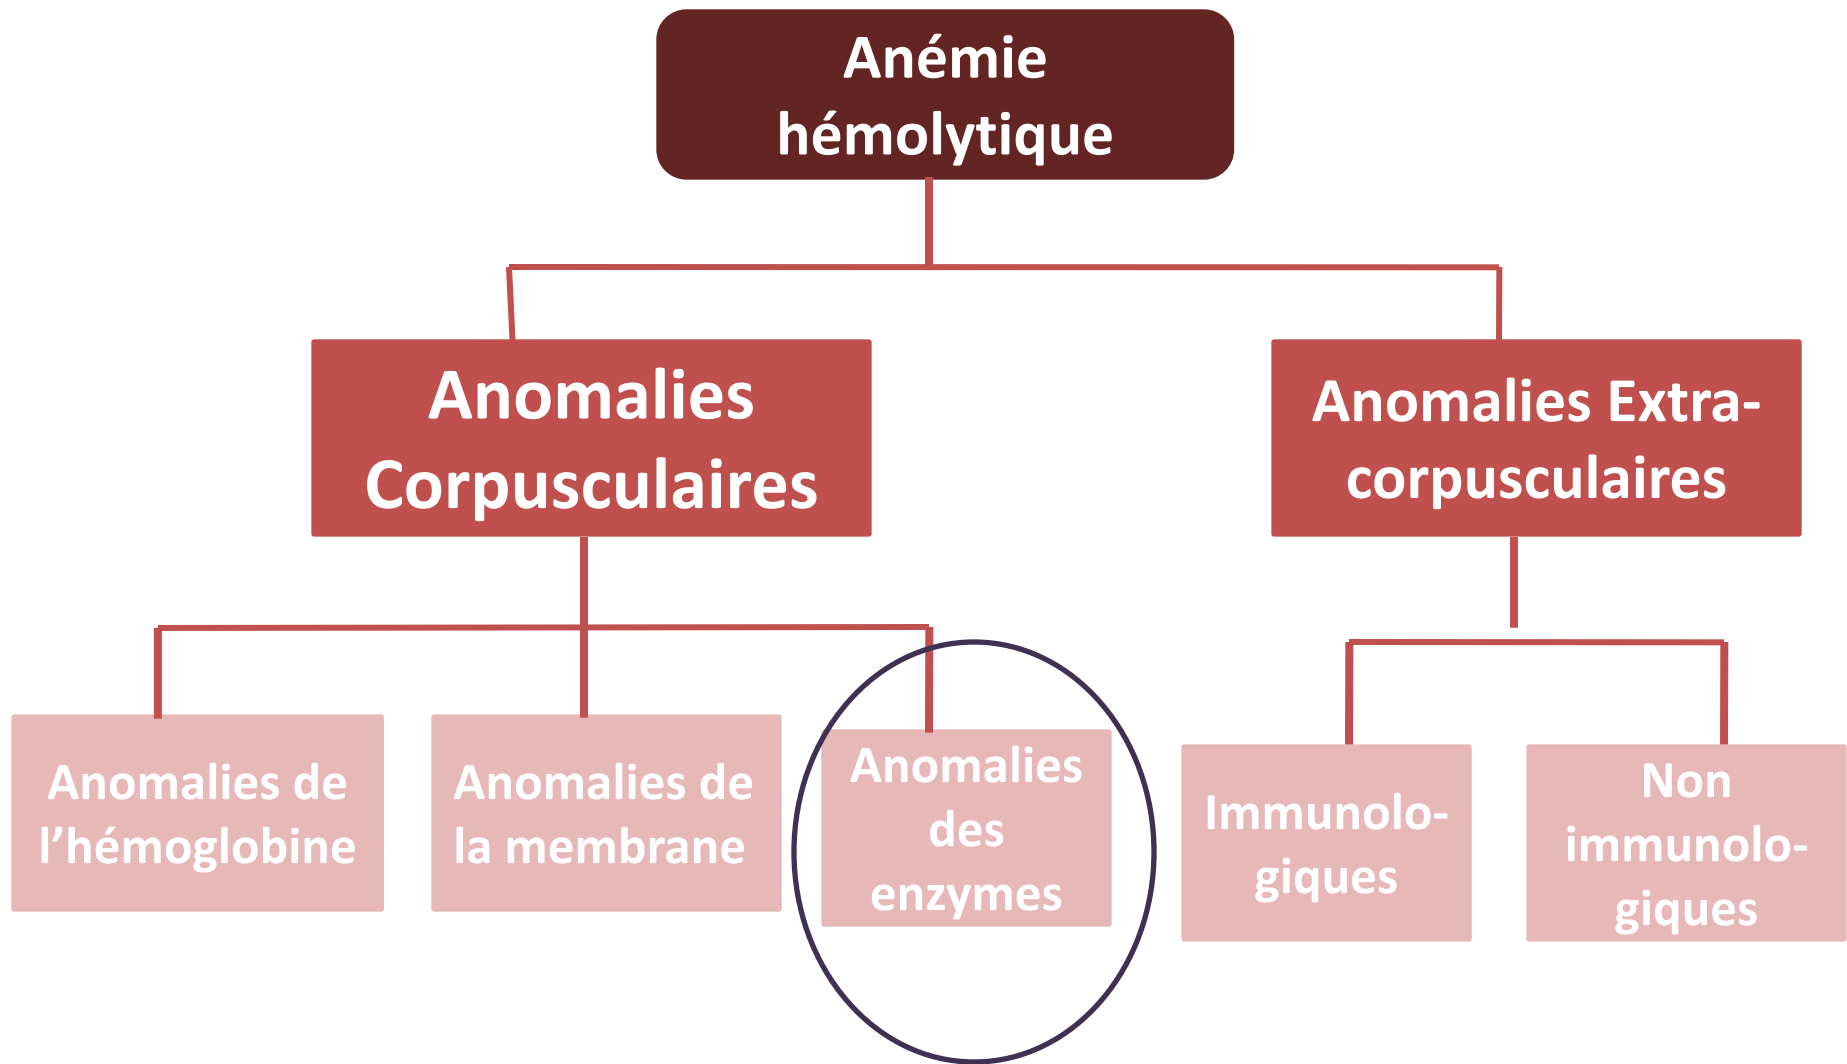 Anémie
hémolytique
Anomalies
Corpusculaires
Anomalies Extra-
corpusculaires
Anomalies de
l’hémoglobine
Anomalies de
la membrane
Anomalies
des
enzymes
Immunolo-
giques
Non
immunolo-
giques